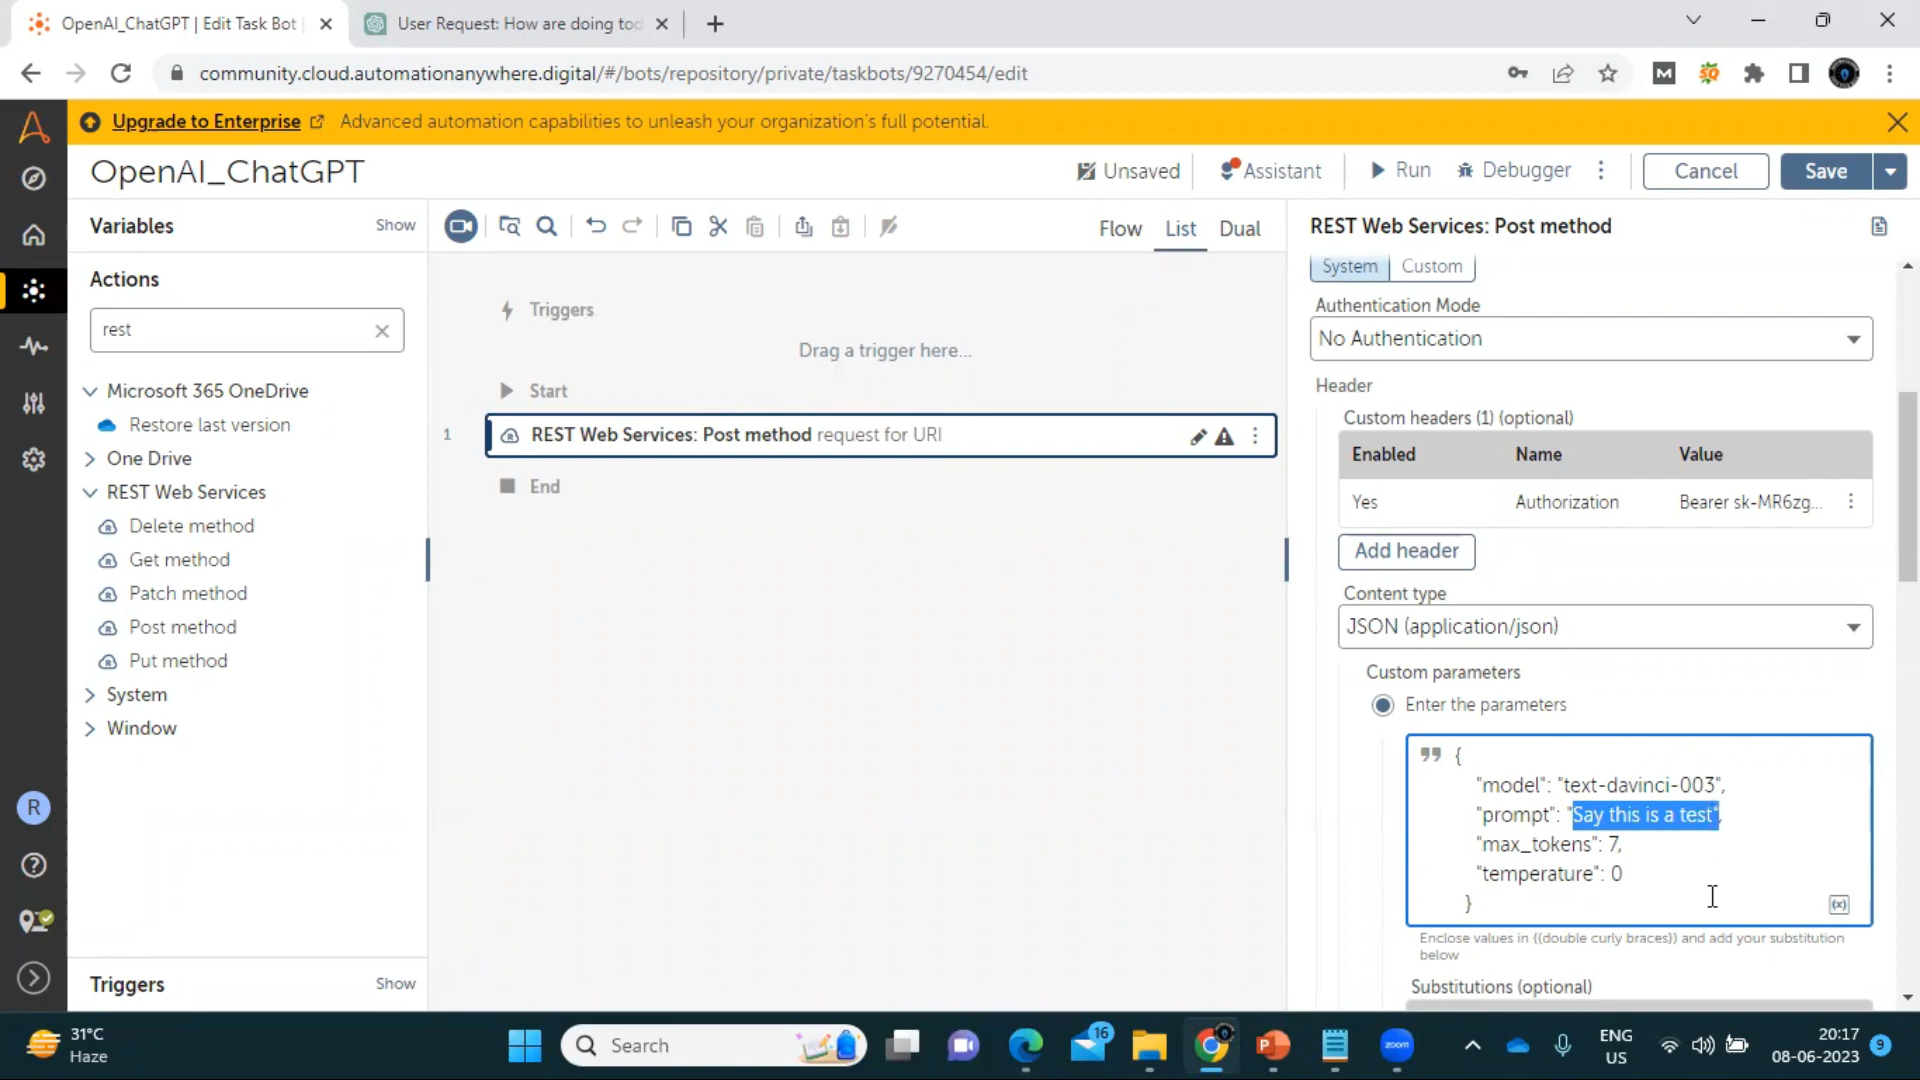 OpenAI_ChatGPT | Edit Task Bot |
User Request: How are doing tod
community.cloud.automationanywhere.digital/#/bots/repository/private/taskbots/9270454/edit
Upgrade to Enterprise Advanced automation capabilities to unleash your organization's full potential.
OpenAI_ChatGPT
Unsaved
Assistant
Run
Debugger
Cancel
Save
Variables
Show
Flow
List
Dual
REST Web Services: Post method
Actions
rest
Microsoft 365 OneDrive
Restore last version
One Drive
REST Web Services
Delete method
Get method
Patch method
Post method
Put method
System
Window
Triggers
Show
Triggers
Drag a trigger here...
Start
1
REST Web Services: Post method request for URI
End
System
Custom
Authentication Mode
No Authentication
Header
Custom headers (1) (optional)
Enabled Name Value
Yes Authorization Bearer sk-MR6zg...
Add header
Content type
JSON (application/json)
Custom parameters
Enter the parameters
{
"model": "text-davinci-003",
"prompt": "Say this is a test",
"max_tokens": 7,
"temperature": 0
}
(x)
Enclose values in {{double curly braces}} and add your substitution
below
Substitutions (optional)
R
31°C
Haze
Search
16
zoom
ENG
US
20:17
08-06-2023
9